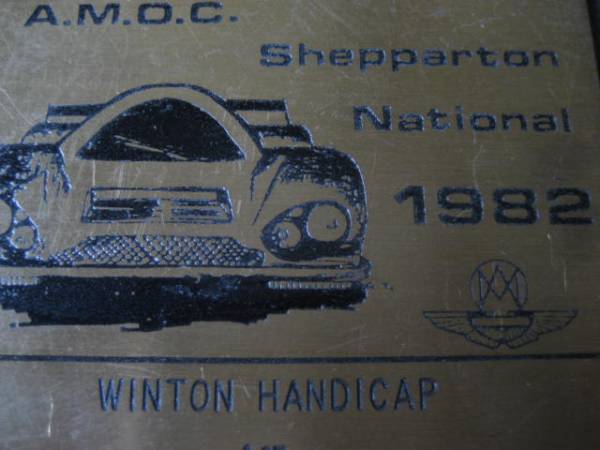 A.M.O.C.
Shepparton
National
1982
WINTON HANDICAP